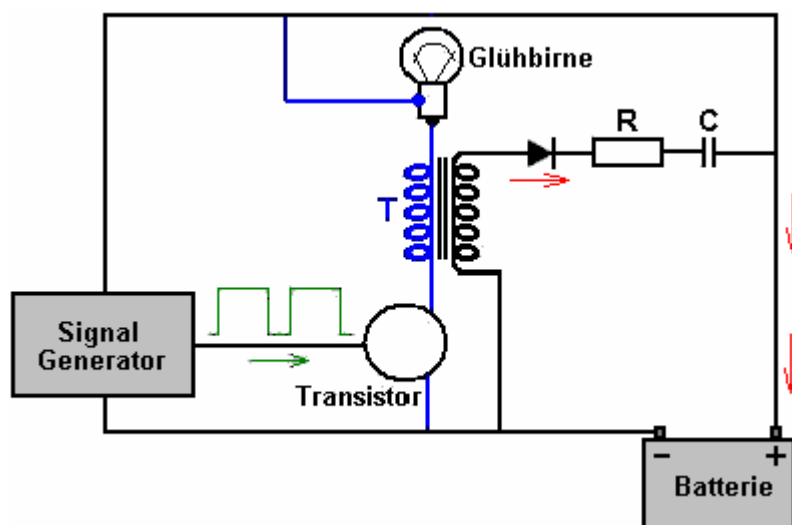 Glühbirne
R
C
T
Signal
Generator
Transistor
− +
Batterie